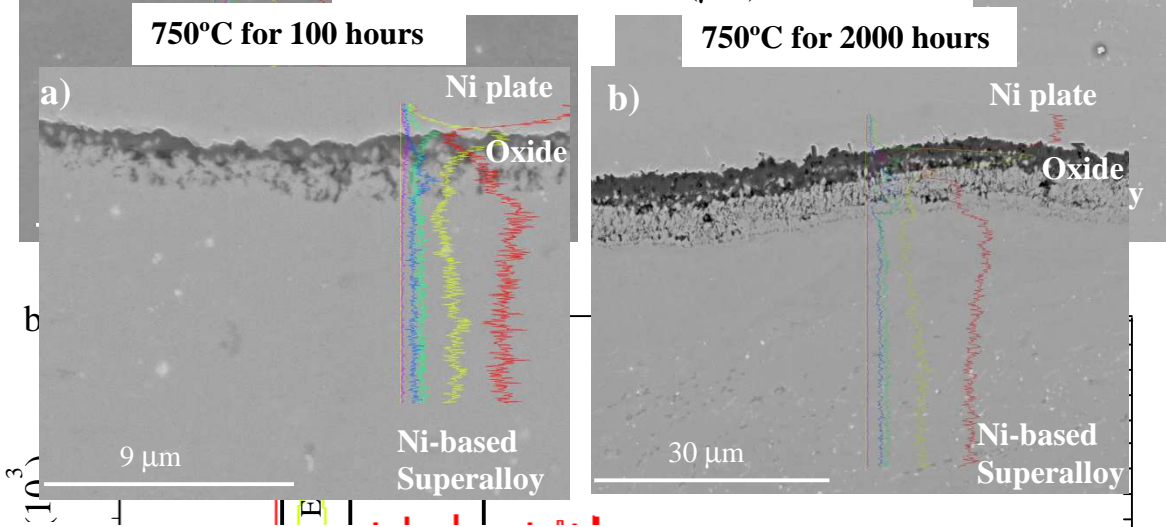 750ºC for 100 hours
750ºC for 2000 hours
a)
Ni plate
Oxide
Ni-based
Superalloy
9 μm
b)
Ni plate
Oxide
y
Ni-based
Superalloy
30 μm
b
(10³)
E